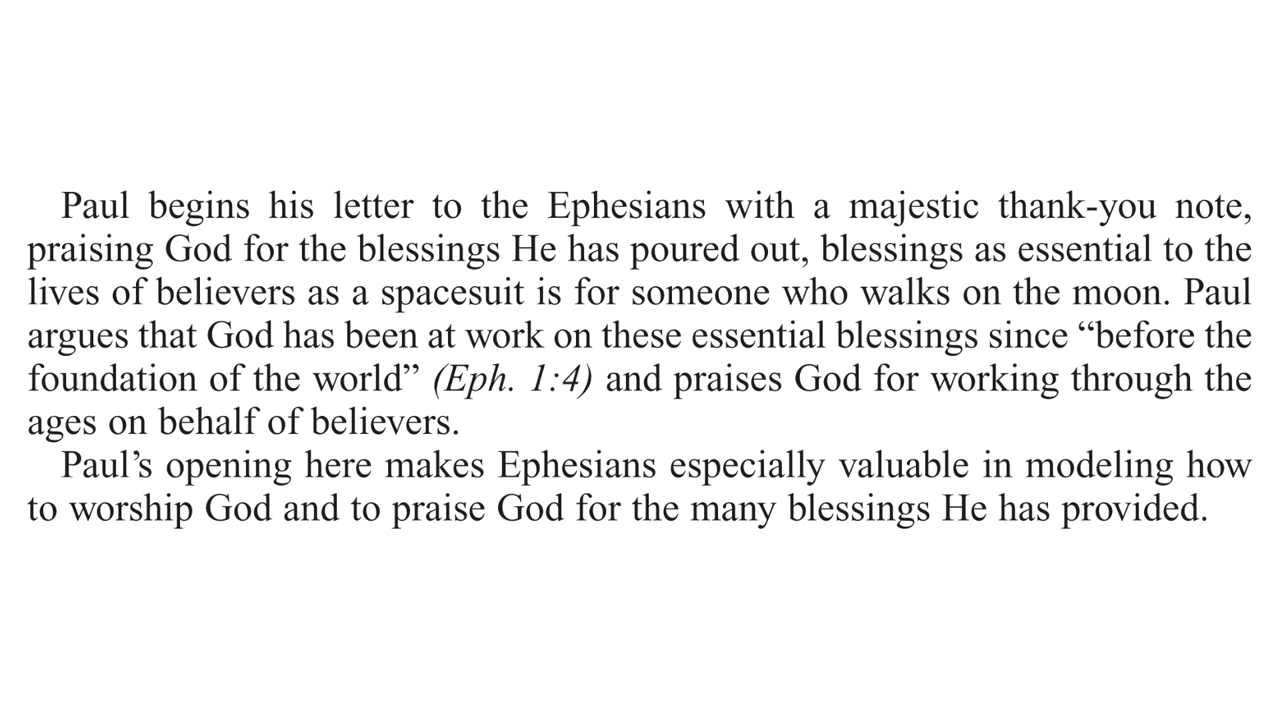 Paul begins his letter to the Ephesians with a majestic thank-you note,
praising God for the blessings He has poured out, blessings as essential to the
lives of believers as a spacesuit is for someone who walks on the moon. Paul
argues that God has been at work on these essential blessings since “before the
foundation of the world” (Eph. 1:4) and praises God for working through the
ages on behalf of believers.
Paul’s opening here makes Ephesians especially valuable in modeling how
to worship God and to praise God for the many blessings He has provided.